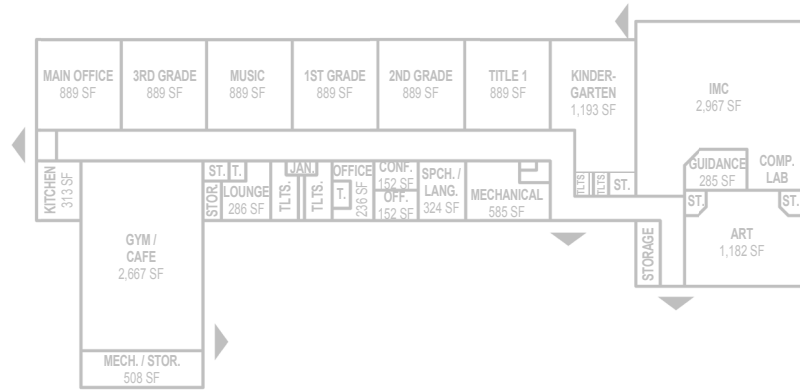 MAIN OFFICE
889 SF
3RD GRADE
889 SF
MUSIC
889 SF
1ST GRADE
889 SF
2ND GRADE
889 SF
TITLE 1
889 SF
KINDER-
GARTEN
1,193 SF
IMC
2,967 SF
KITCHEN
313 SF
ST.
T.
STOR.
LOUNGE
286 SF
TLTS.
JAN.
TLTS.
OFFICE
236 SF
T.
CONF.
152 SF
OFF.
152 SF
SPCH. /
LANG.
324 SF
MECHANICAL
585 SF
TLTS
TLTS
ST.
GUIDANCE
285 SF
COMP.
LAB
ST.
ST.
ART
1,182 SF
STORAGE
GYM /
CAFE
2,667 SF
MECH. / STOR.
508 SF